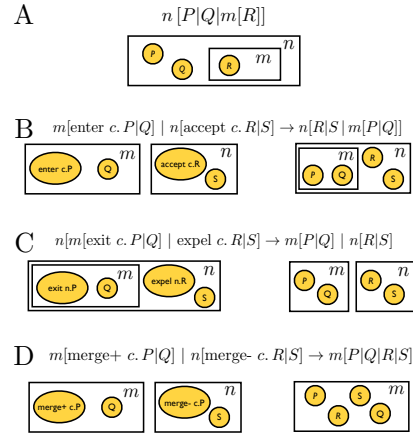 A
n [P|Q|m[R]]
n
P
m
R
Q
B
m[enter c. P|Q] | n[accept c. R|S] → n[R|S | m[P|Q]]
m
n
m
n
R
enter c.P
Q
accept c.R
S
P
Q
S
C
n[m[exit c. P|Q] | expel c. R|S] → m[P|Q] | n[R|S]
m
n
m
n
exit n.P
Q
expel n.R
S
P
Q
R
S
D
m[merge+ c. P|Q] | n[merge- c. R|S] → m[P|Q|R|S]
m
n
m
merge+ c.P
Q
merge- c.P
S
P
S
R
Q